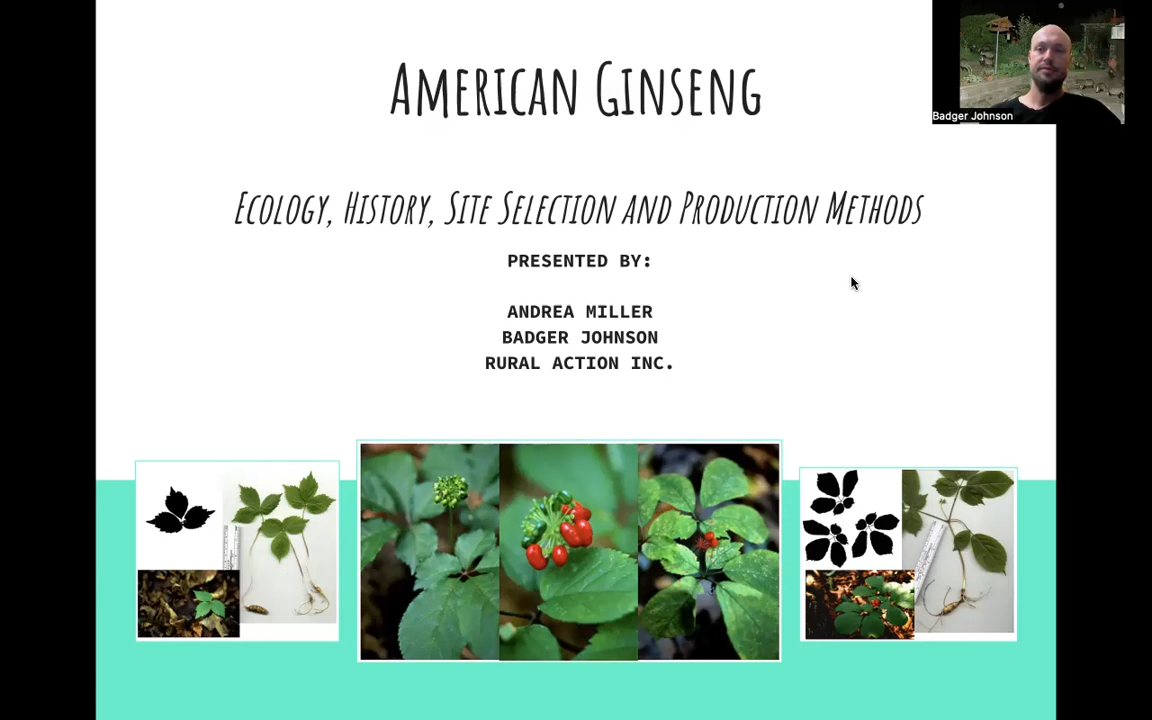 AMERICAN GINSENG
Badger Johnson
ECOLOGY, HISTORY, SITE SELECTION AND PRODUCTION METHODS
PRESENTED BY:
ANDREA MILLER
BADGER JOHNSON
RURAL ACTION INC.